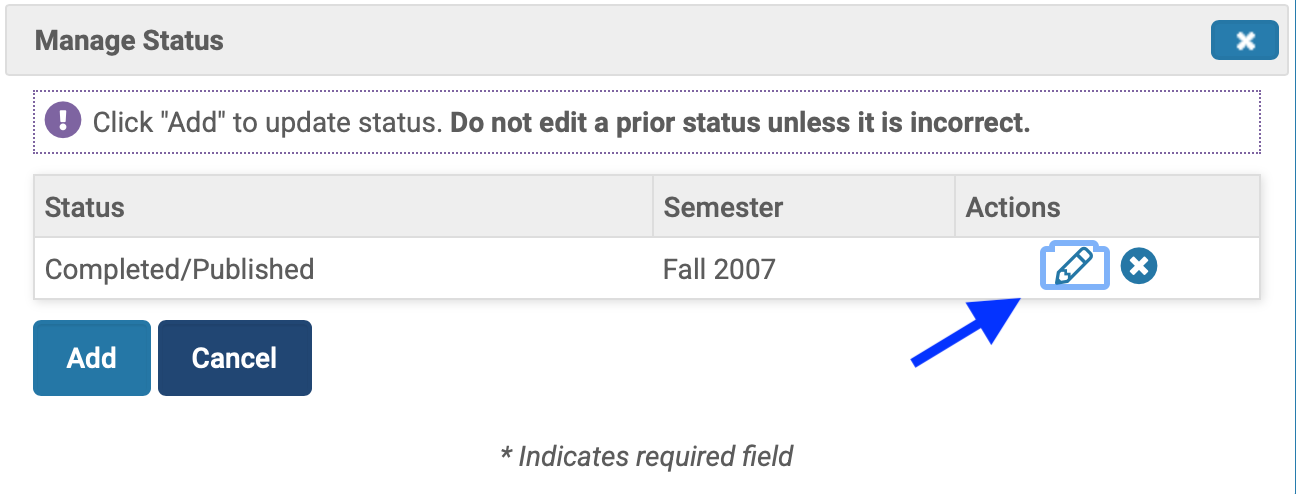 Manage Status
Click "Add" to update status. Do not edit a prior status unless it is incorrect.
Status Semester Actions
Completed/Published Fall 2007
Add Cancel
* Indicates required field